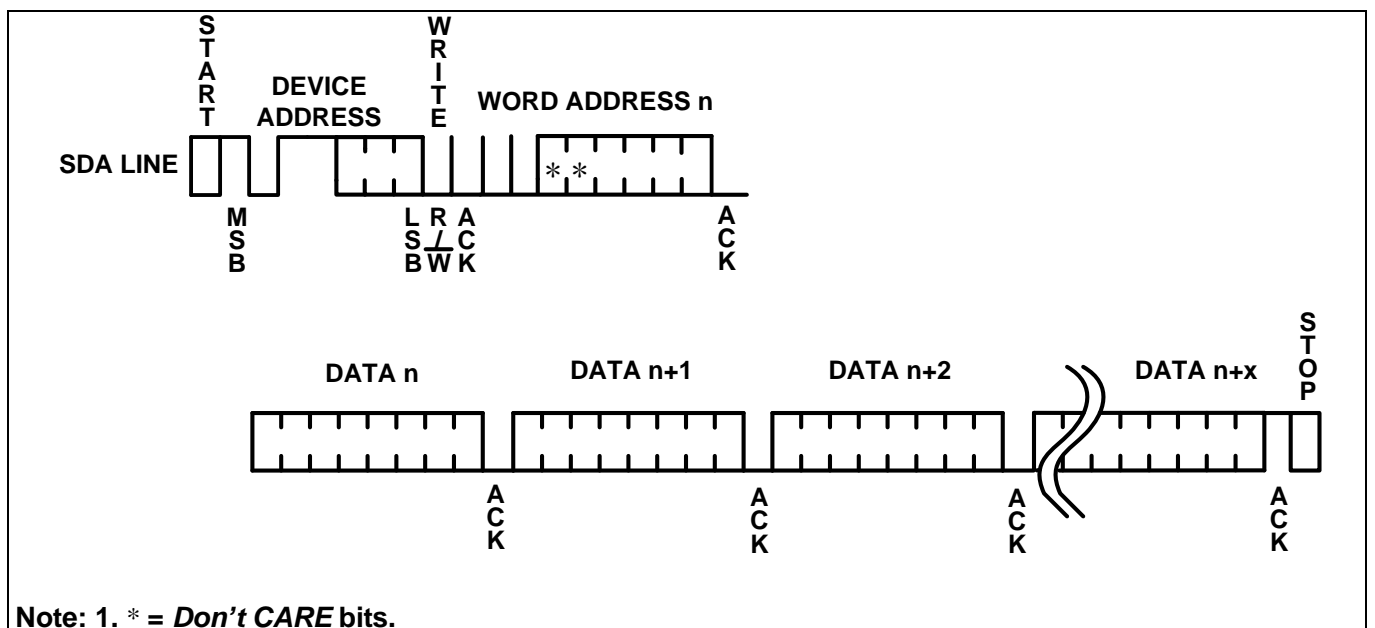 START
WRITE
DEVICE
ADDRESS
WORD ADDRESS n
SDA LINE
* *
MSB
LSB
R/W
ACK
ACK
STOP
DATA n
DATA n+1
DATA n+2
DATA n+x
ACK
ACK
ACK
ACK
Note: 1. * = Don't CARE bits.